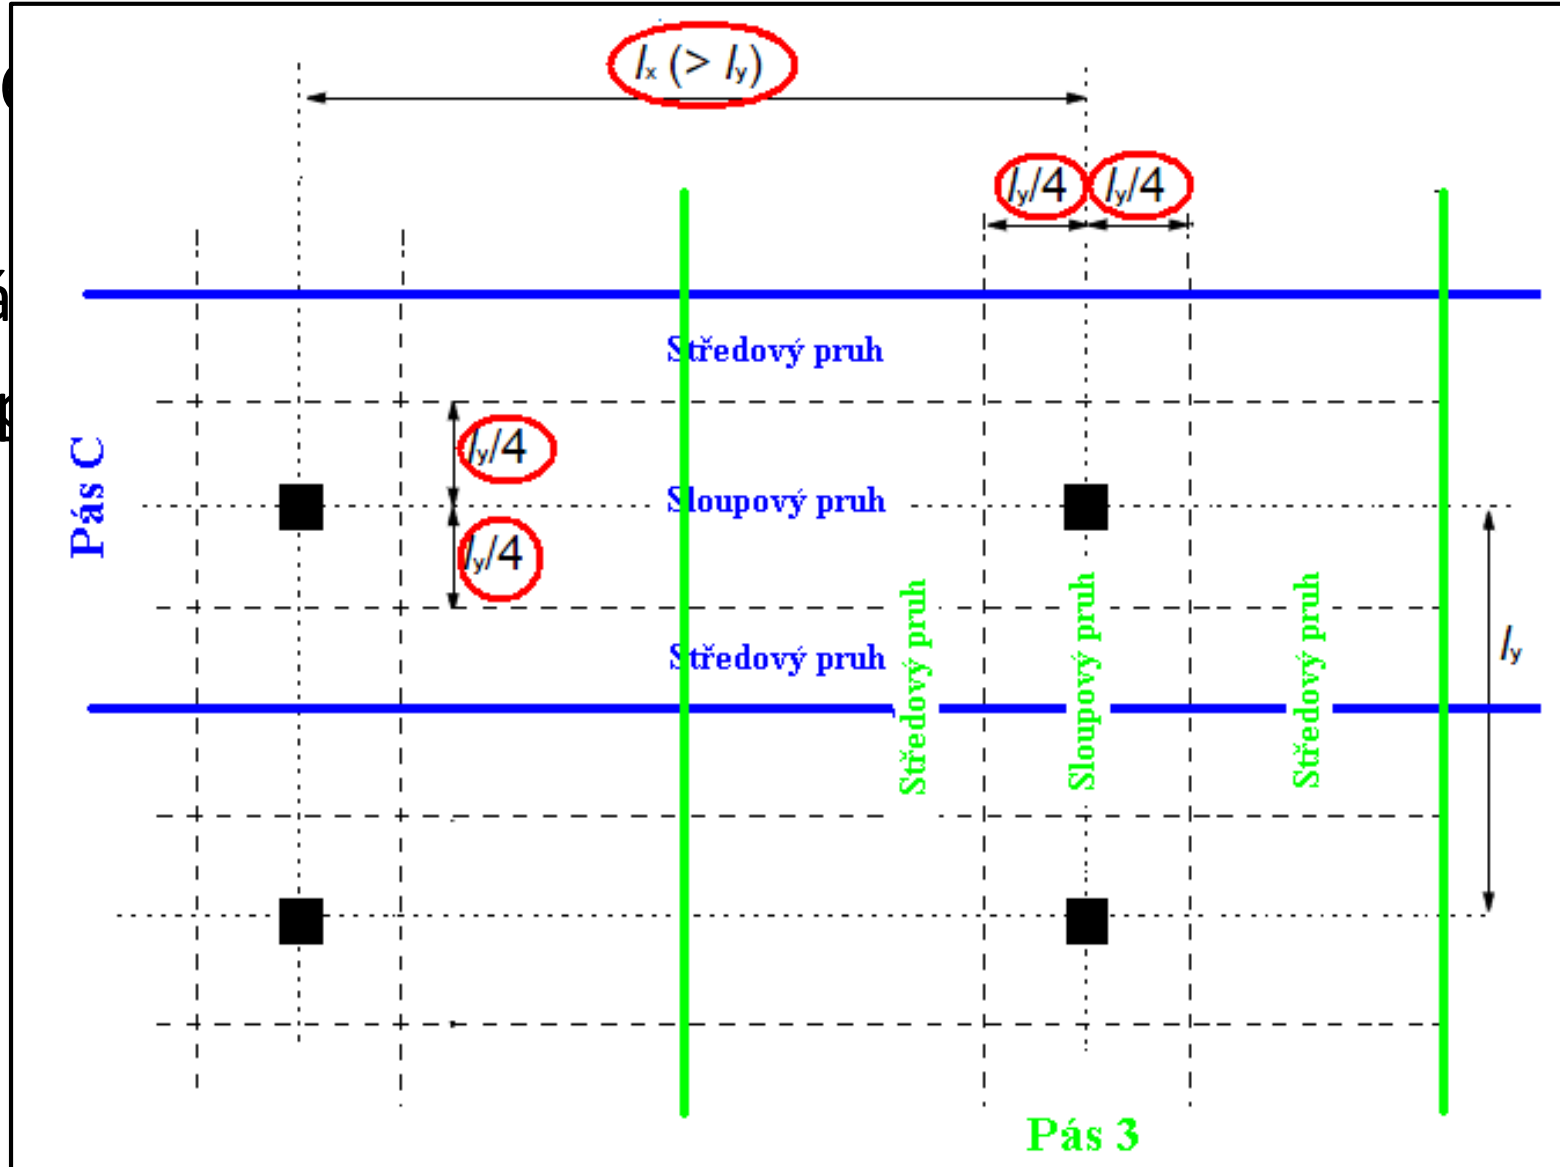 lx (> ly)
ly/4 ly/4
Středový pruh
ly/4
Pás C
Sloupový pruh
ly/4
Středový pruh
Středový pruh
Sloupový pruh
Středový pruh
ly
Pás 3